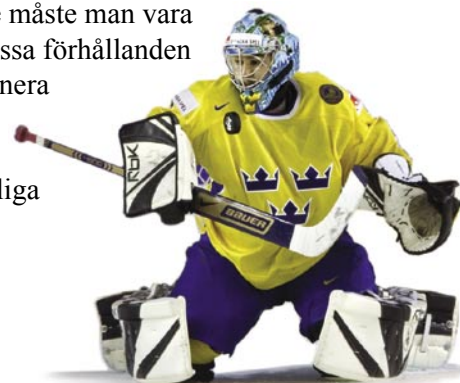 måste man vara
ssa förhållanden
nera
liga
RbK
BAUER